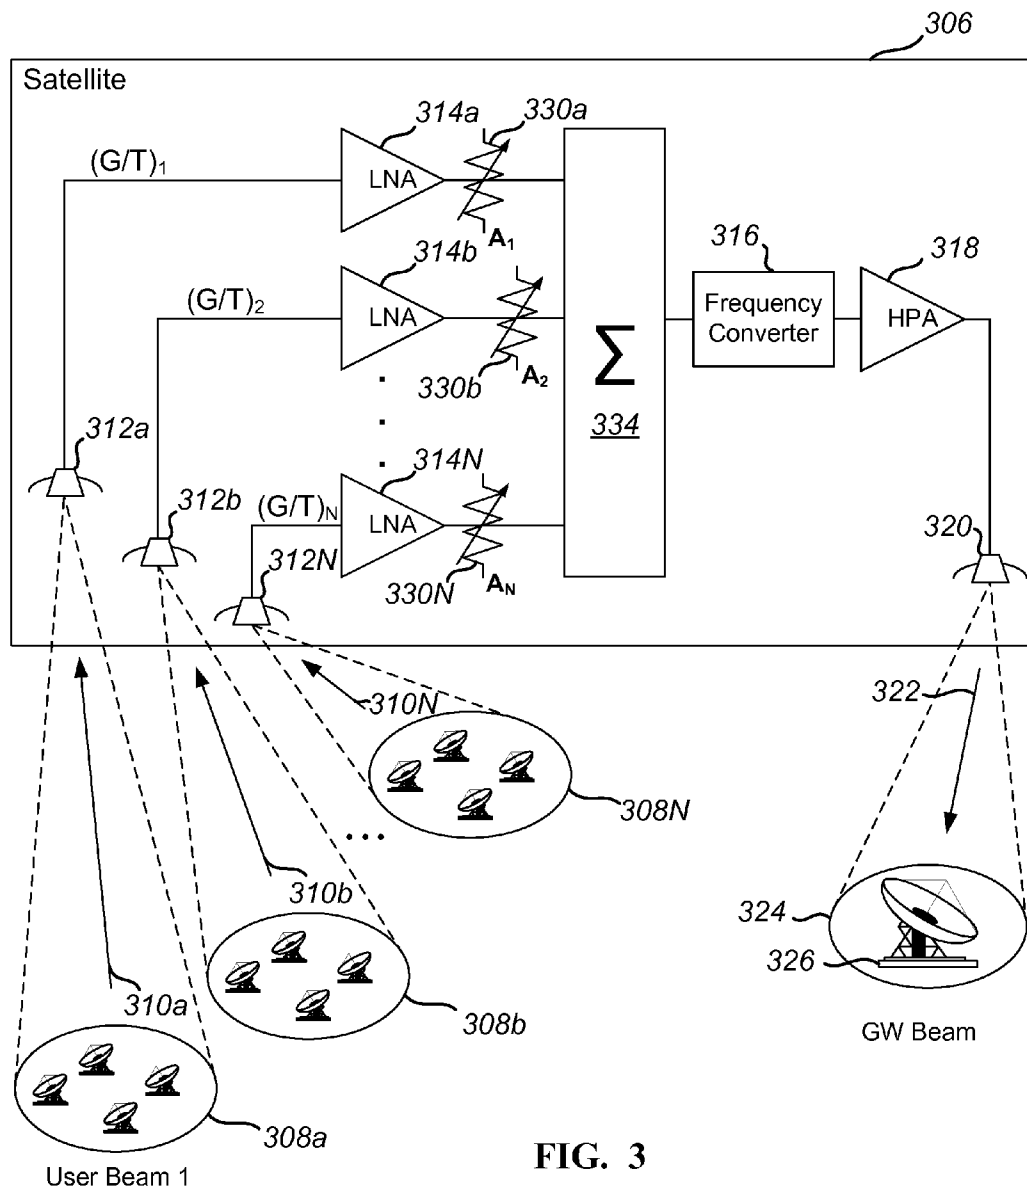 306
Satellite
314a
330a
(G/T)1
LNA
A1
314b
316
318
(G/T)2
LNA
Frequency
Converter
HPA
Σ
330b
A2
334
312a
314N
312b
(G/T)N
LNA
320
312N
330N
AN
310N
322
308N
310b
324
326
310a
308b
GW Beam
308a
User Beam 1
FIG. 3